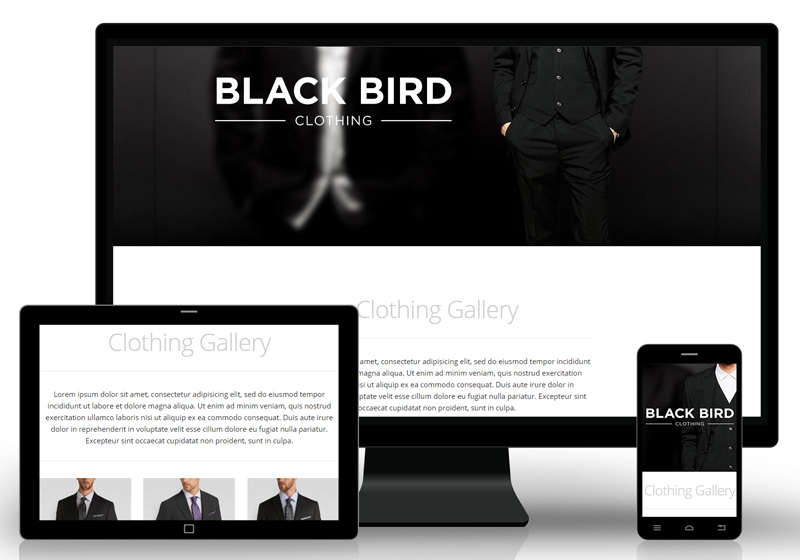 BLACK BIRD
CLOTHING
Clothing Gallery
amet, consectetur adipisicing elit, sed do eiusmod tempor incididunt
magna aliqua. Ut enim ad minim veniam, quis nostrud exercitation
si ut aliquip ex ea commodo consequat. Duis aute irure dolor in
ptate velit esse cillum dolore eu fugiat nulla pariatur. Excepteur sint
occaecat cupidatat non proident, sunt in culpa.
Clothing Gallery
Lorem ipsum dolor sit amet, consectetur adipisicing elit, sed do eiusmod tempor
incididunt ut labore et dolore magna aliqua. Ut enim ad minim veniam, quis nostrud
exercitation ullamco laboris nisi ut aliquip ex ea commodo consequat. Duis aute irure
dolor in reprehenderit in voluptate velit esse cillum dolore eu fugiat nulla pariatur.
Excepteur sint occaecat cupidatat non proident, sunt in culpa.
BLACK BIRD
CLOTHING
Clothing Gallery